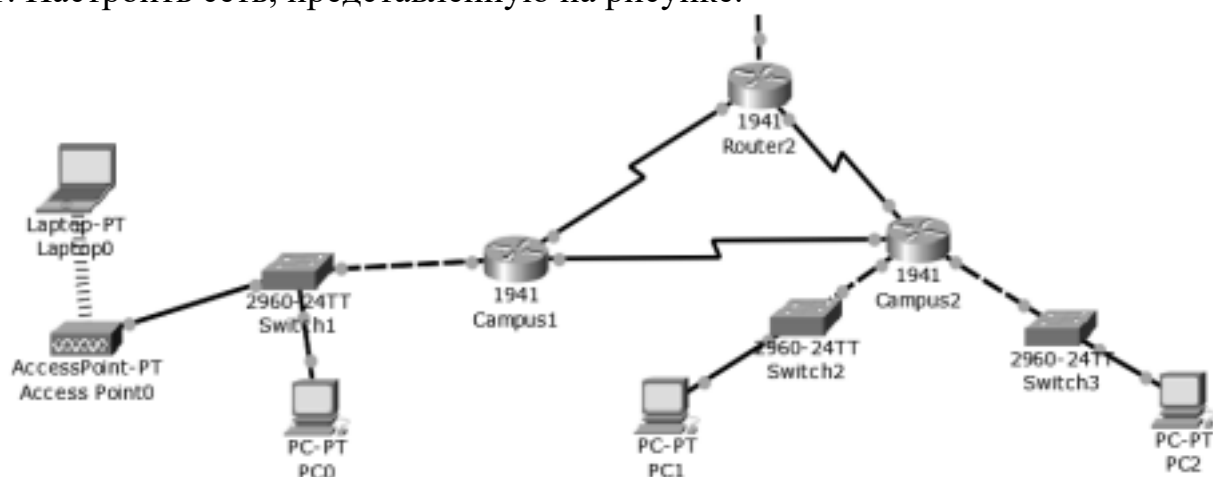 Настроить сеть, представленную на рисунке.
1941
Router2
Laptop-PT
Laptop0
2960-24TT
Switch1
1941
Campus1
1941
Campus2
AccessPoint-PT
Access Point0
2960-24TT
Switch2
2960-24TT
Switch3
PC-PT
PC0
PC-PT
PC1
PC-PT
PC2